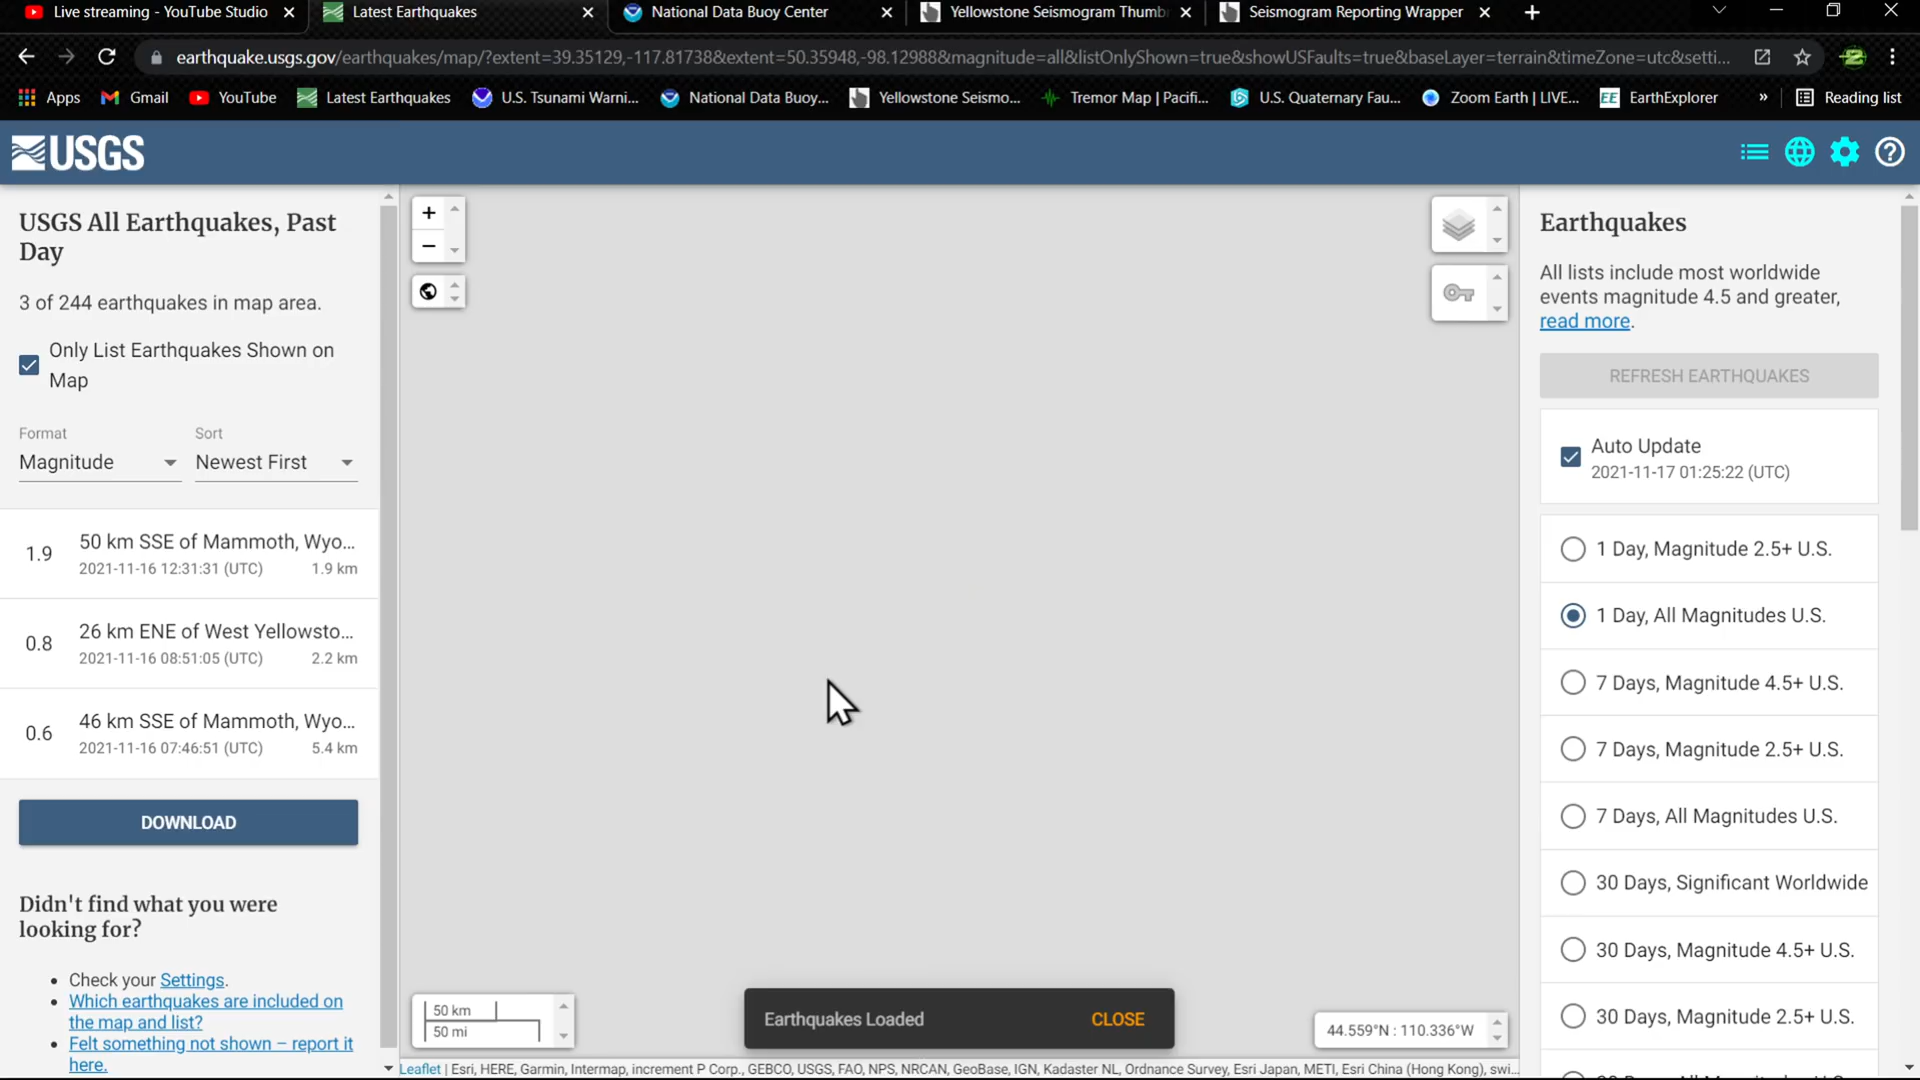 Live streaming - YouTube Studio
Latest Earthquakes
National Data Buoy Center
Yellowstone Seismogram Thumb
Seismogram Reporting Wrapper
earthquake.usgs.gov/earthquakes/map/?extent=39.35129,-117.81738&extent=50.35948,-98.12988&magnitude=all&listOnlyShown=true&showUSFaults=true&baseLayer=terrain&timeZone=utc&setti...
Apps
Gmail
YouTube
Latest Earthquakes
U.S. Tsunami Warni...
National Data Buoy...
Yellowstone Seismo...
Tremor Map | Pacifi...
U.S. Quaternary Fau...
Zoom Earth | LIVE...
EE EarthExplorer
»
Reading list
USGS
USGS All Earthquakes, Past
Day
3 of 244 earthquakes in map area.
Only List Earthquakes Shown on
Map
Format
Sort
Magnitude
Newest First
1.9
50 km SSE of Mammoth, Wyo...
2021-11-16 12:31:31 (UTC)
1.9 km
0.8
26 km ENE of West Yellowsto...
2021-11-16 08:51:05 (UTC)
2.2 km
0.6
46 km SSE of Mammoth, Wyo...
2021-11-16 07:46:51 (UTC)
5.4 km
DOWNLOAD
Didn't find what you were
looking for?
Check your Settings.
Which earthquakes are included on
the map and list?
Felt something not shown – report it
here.
+
−
50 km
50 mi
Earthquakes Loaded
CLOSE
44.559°N : 110.336°W
Leaflet | Esri, HERE, Garmin, Intermap, increment P Corp., GEBCO, USGS, FAO, NPS, NRCAN, GeoBase, IGN, Kadaster NL, Ordnance Survey, Esri Japan, METI, Esri China (Hong Kong), swi...
Earthquakes
All lists include most worldwide
events magnitude 4.5 and greater,
read more.
REFRESH EARTHQUAKES
Auto Update
2021-11-17 01:25:22 (UTC)
1 Day, Magnitude 2.5+ U.S.
1 Day, All Magnitudes U.S.
7 Days, Magnitude 4.5+ U.S.
7 Days, Magnitude 2.5+ U.S.
7 Days, All Magnitudes U.S.
30 Days, Significant Worldwide
30 Days, Magnitude 4.5+ U.S.
30 Days, Magnitude 2.5+ U.S.